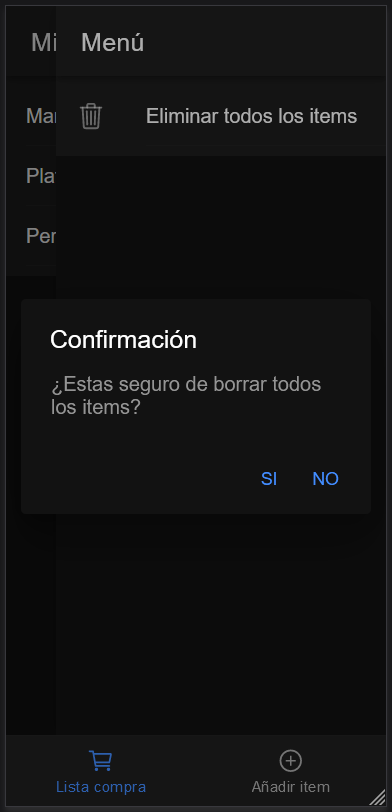 Mi Menú
Mar Eliminar todos los items
Pla
Per
Confirmación
¿Estas seguro de borrar todos
los items?
SI NO
Lista compra Añadir item